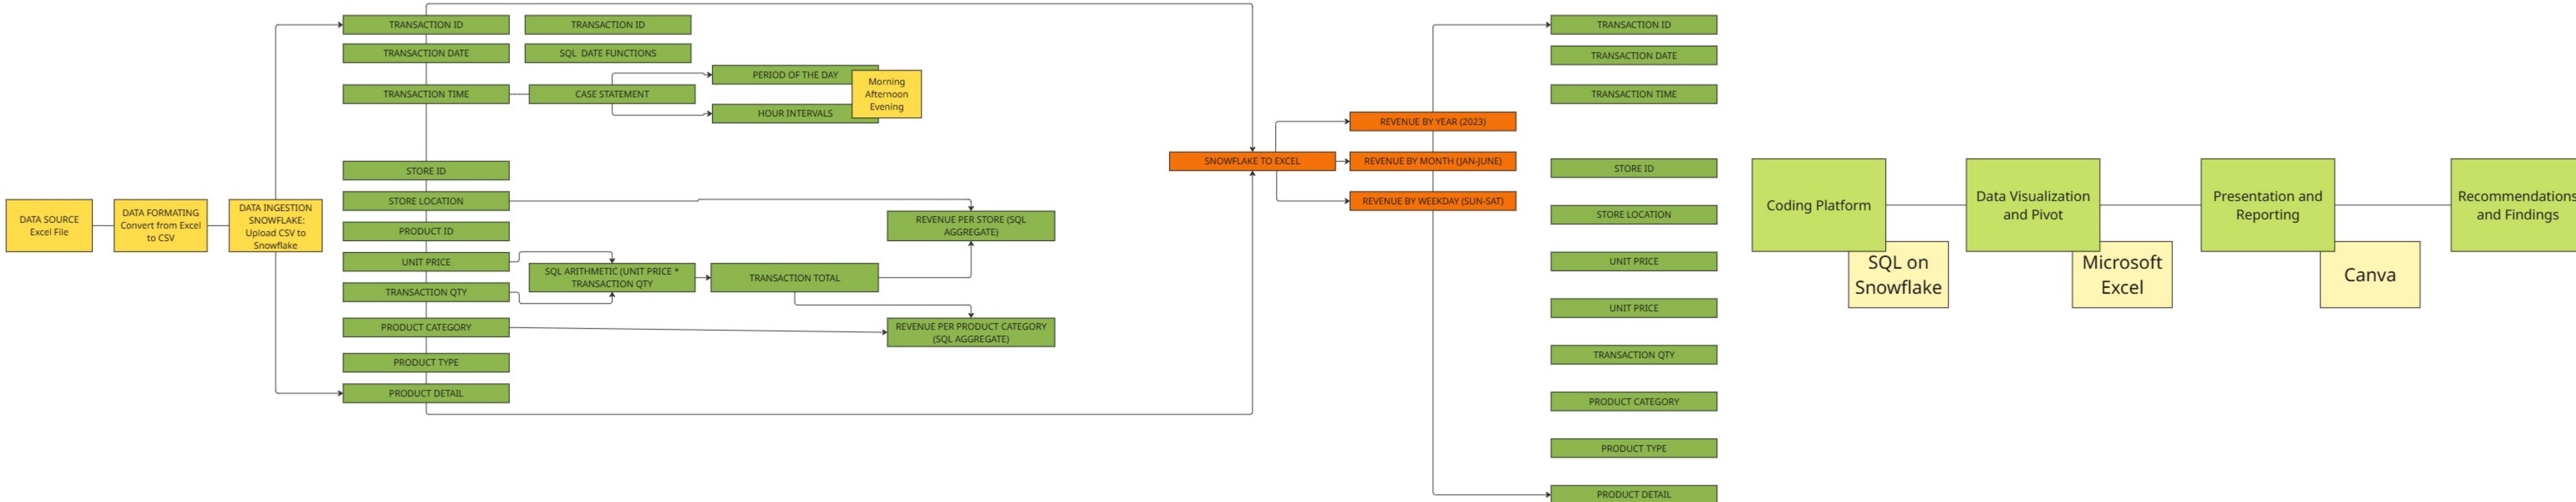 DATA SOURCE
Excel File
DATA FORMATING
Convert from Excel
to CSV
DATA INGESTION
SNOWFLAKE:
Upload CSV to
Snowflake
TRANSACTION ID
TRANSACTION DATE
TRANSACTION TIME
STORE ID
STORE LOCATION
PRODUCT ID
UNIT PRICE
TRANSACTION QTY
PRODUCT CATEGORY
PRODUCT TYPE
PRODUCT DETAIL
TRANSACTION ID
SQL DATE FUNCTIONS
CASE STATEMENT
SQL ARITHMETIC (UNIT PRICE *
TRANSACTION QTY
PERIOD OF THE DAY
HOUR INTERVALS
Morning
Afternoon
Evening
TRANSACTION TOTAL
REVENUE PER STORE (SQL
AGGREGATE)
REVENUE PER PRODUCT CATEGORY
(SQL AGGREGATE)
SNOWFLAKE TO EXCEL
REVENUE BY YEAR (2023)
REVENUE BY MONTH (JAN-JUNE)
REVENUE BY WEEKDAY (SUN-SAT)
TRANSACTION ID
TRANSACTION DATE
TRANSACTION TIME
STORE ID
STORE LOCATION
UNIT PRICE
UNIT PRICE
TRANSACTION QTY
PRODUCT CATEGORY
PRODUCT TYPE
PRODUCT DETAIL
Coding Platform
SQL on
Snowflake
Data Visualization
and Pivot
Microsoft
Excel
Presentation and
Reporting
Canva
Recommendations
and Findings